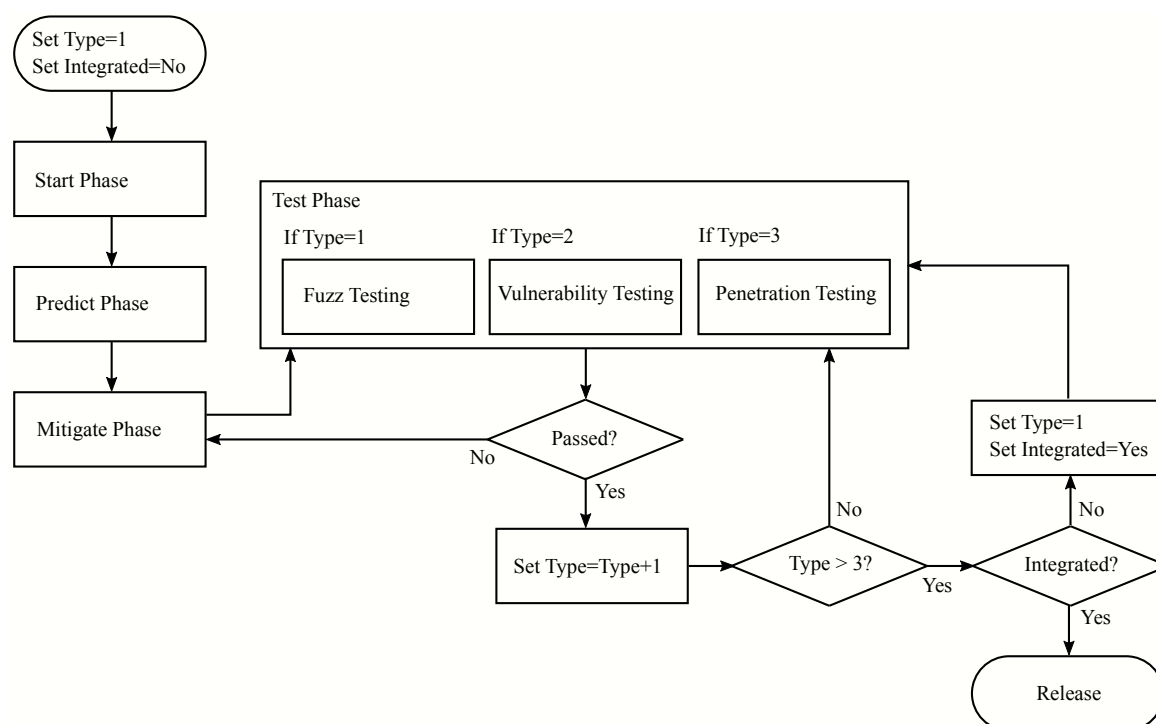 Set Type=1
Set Integrated=No
Start Phase
Predict Phase
Mitigate Phase
Test Phase
If Type=1
If Type=2
If Type=3
Fuzz Testing
Vulnerability Testing
Penetration Testing
Passed?
No
Yes
Set Type=Type+1
Type > 3?
No
Yes
Set Type=1
Set Integrated=Yes
No
Integrated?
Yes
Release